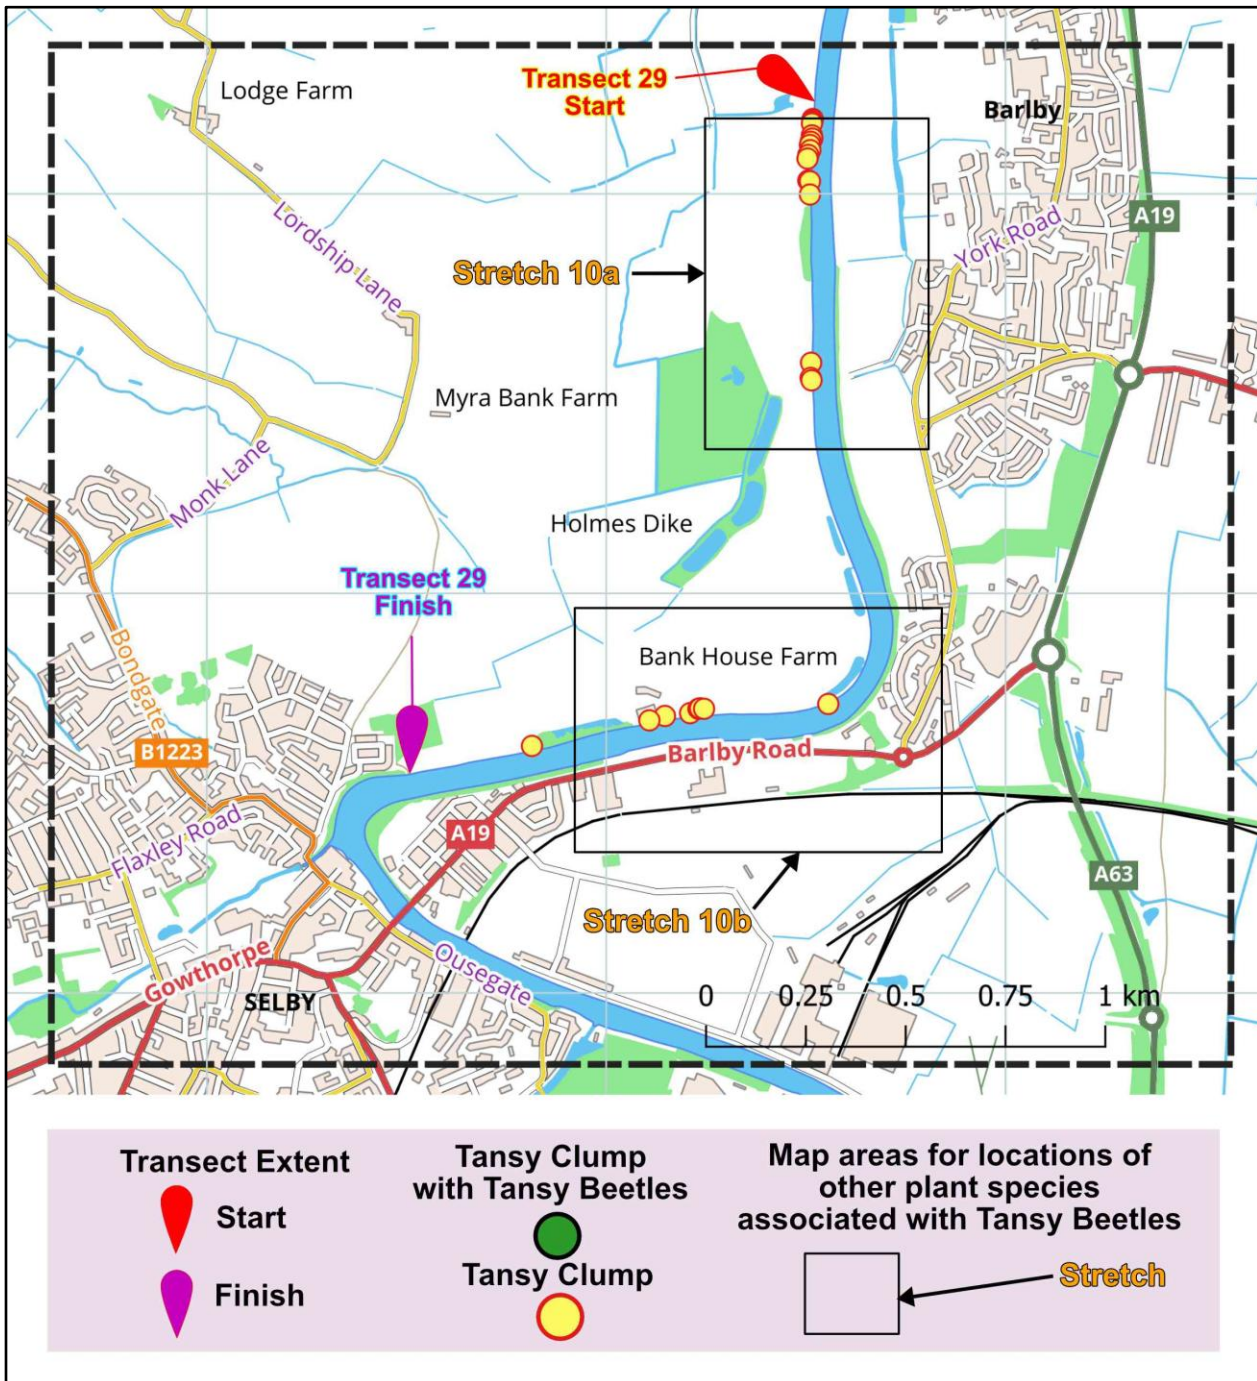 Lodge Farm
Transect 29
Start
Barlby
A19
York Road
Lordship Lane
Stretch 10a
Myra Bank Farm
Monk Lane
Holmes Dike
Transect 29
Finish
Bondgate
Bank House Farm
B1223
Barlby Road
Flaxley Road
A19
A63
Stretch 10b
Gowthorpe
Ousegate
SELBY
0 0.25 0.5 0.75 1 km
Transect Extent
Start
Finish
Tansy Clump
with Tansy Beetles
Tansy Clump
Map areas for locations of
other plant species
associated with Tansy Beetles
Stretch